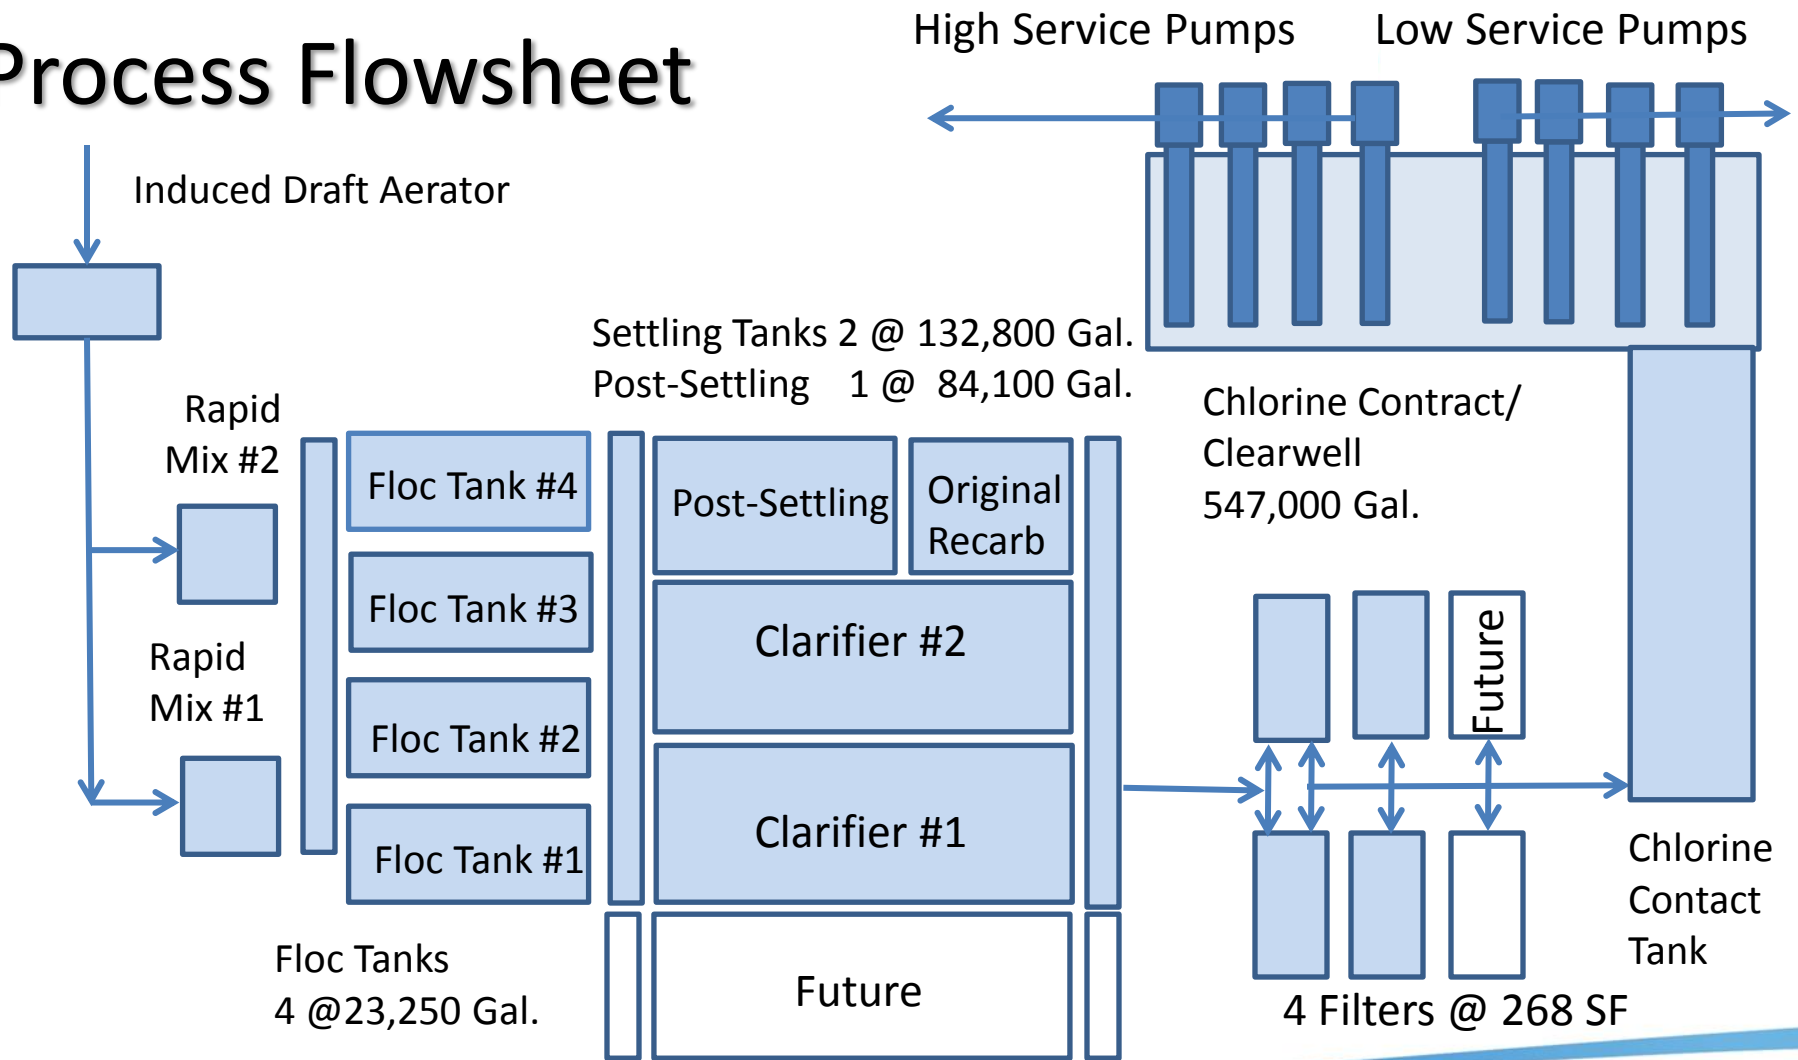 Process Flowsheet
High Service Pumps
Low Service Pumps
Induced Draft Aerator
Settling Tanks 2 @ 132,800 Gal.
Post-Settling 1 @ 84,100 Gal.
Rapid
Mix #2
Rapid
Mix #1
Floc Tank #4
Floc Tank #3
Floc Tank #2
Floc Tank #1
Floc Tanks
4 @23,250 Gal.
Post-Settling
Original
Recarb
Clarifier #2
Clarifier #1
Future
Chlorine Contract/
Clearwell
547,000 Gal.
Future
4 Filters @ 268 SF
Chlorine
Contact
Tank